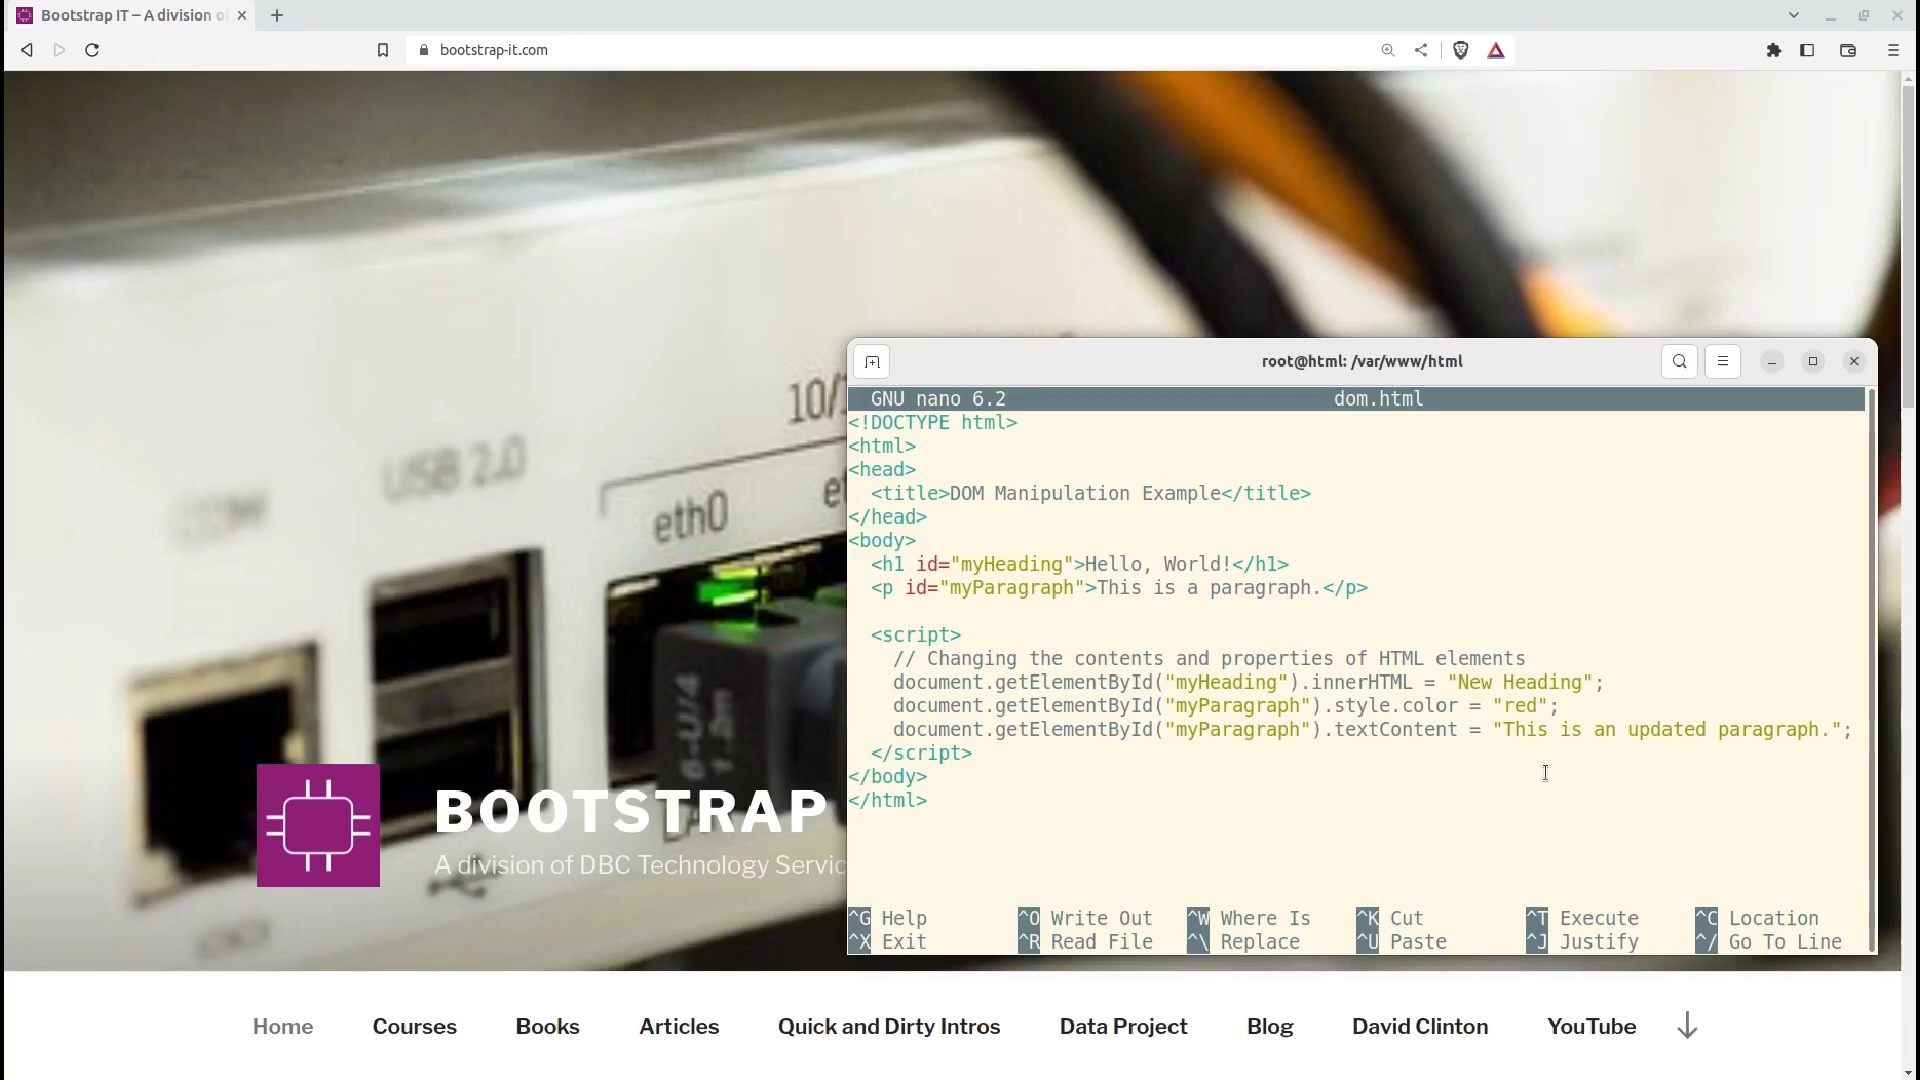 Bootstrap IT – A division o
bootstrap-it.com
10/
USB 2.0
COM
eth0
6-U/4
BOOTSTRAP
A division of DBC Technology Servic
root@html: /var/www/html
GNU nano 6.2 dom.html
<!DOCTYPE html>
<html>
<head>
<title>DOM Manipulation Example</title>
</head>
<body>
<h1 id="myHeading">Hello, World!</h1>
<p id="myParagraph">This is a paragraph.</p>
<script>
// Changing the contents and properties of HTML elements
document.getElementById("myHeading").innerHTML = "New Heading";
document.getElementById("myParagraph").style.color = "red";
document.getElementById("myParagraph").textContent = "This is an updated paragraph.";
</script>
</body>
</html>
^G Help ^O Write Out ^W Where Is ^K Cut ^T Execute ^C Location
^X Exit ^R Read File ^\ Replace ^U Paste ^J Justify ^/ Go To Line
Home Courses Books Articles Quick and Dirty Intros Data Project Blog David Clinton YouTube